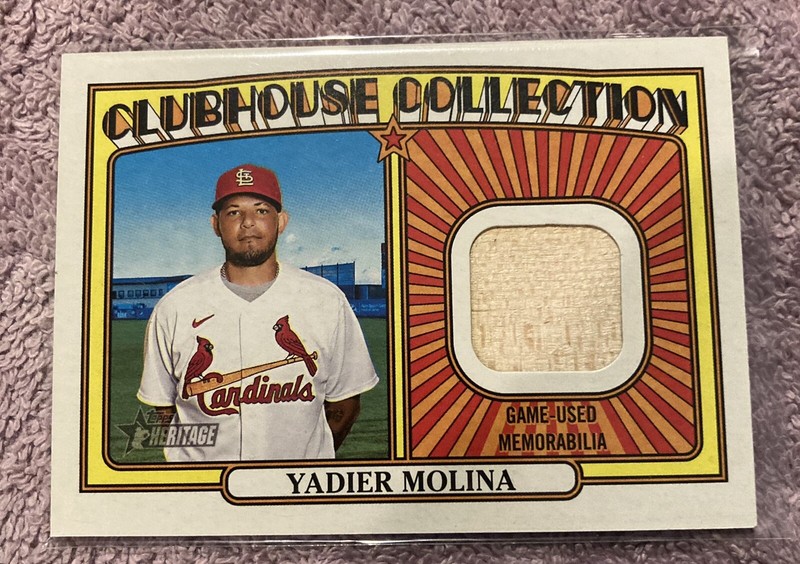 CLUBHOUSE COLLECTION
STL
Cardinals
Topps
HERITAGE
GAME-USED
MEMORABILIA
YADIER MOLINA